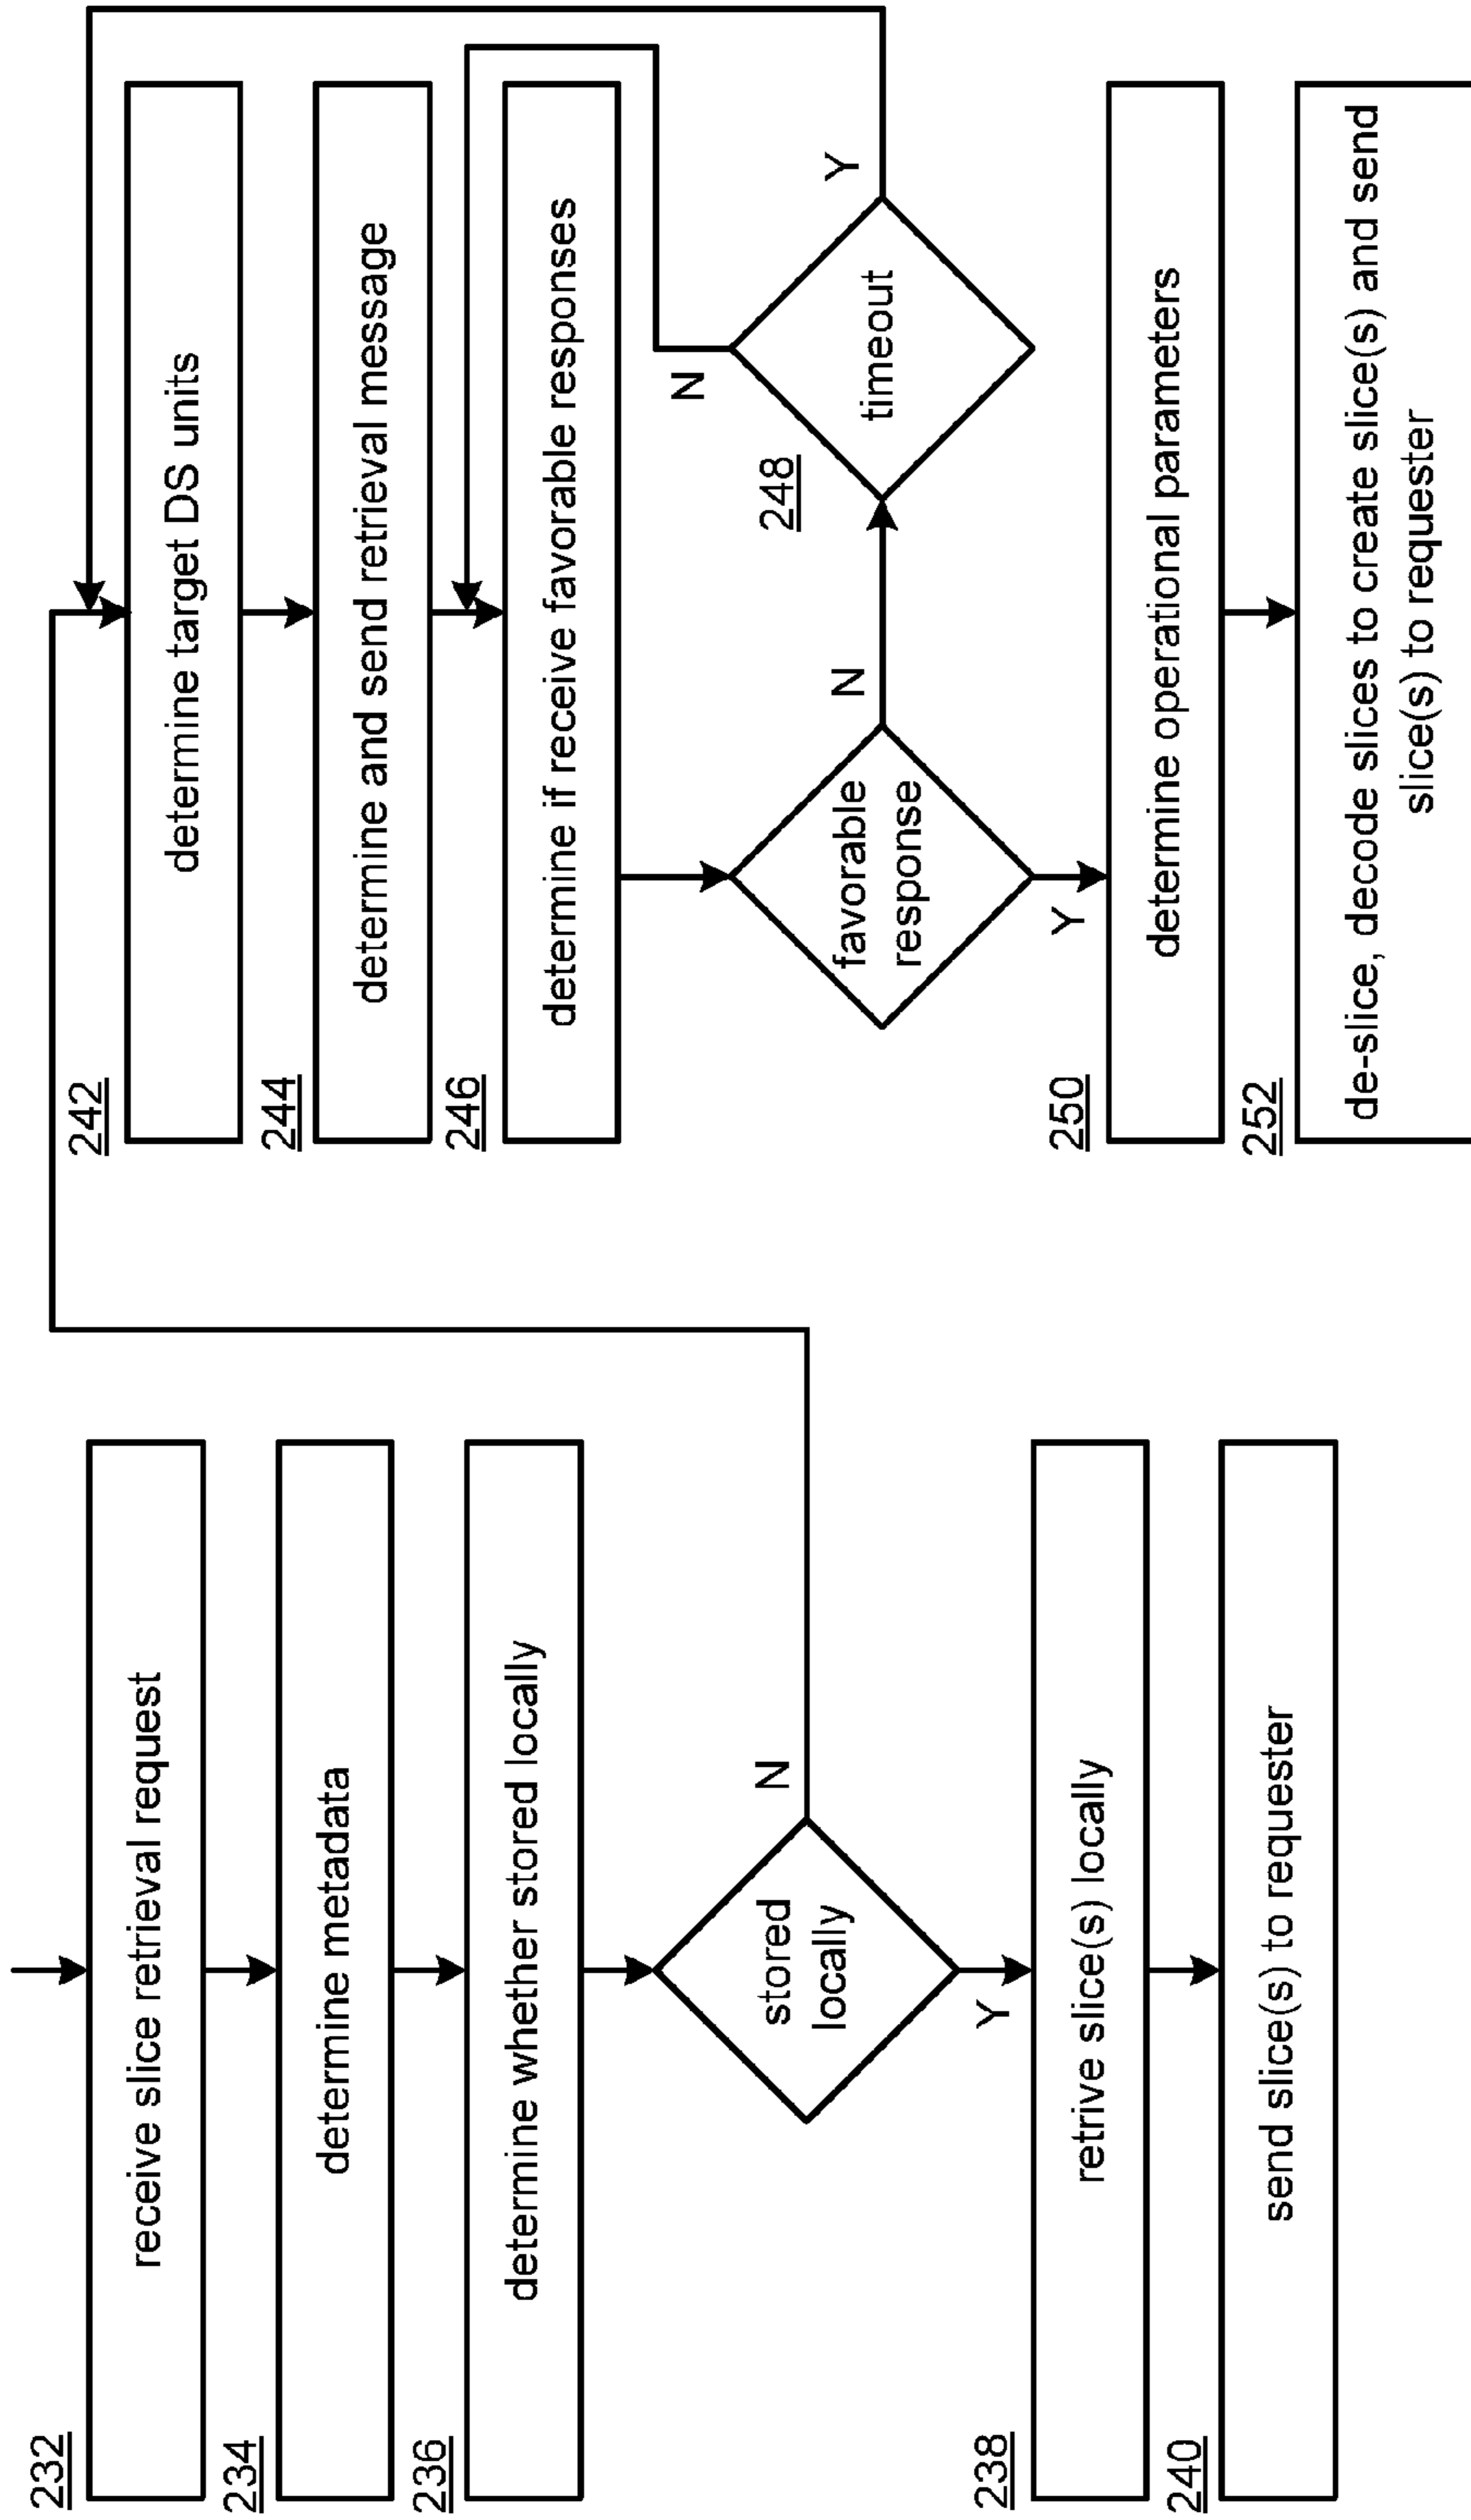 232
receive slice retrieval request
234
determine metadata
236
determine whether stored locally
stored
locally
N
Y
238
retrive slice(s) locally
240
send slice(s) to requester
242
determine target DS units
244
determine and send retrieval message
246
determine if receive favorable responses
favorable
response
N
Y
248
timeout
N
Y
250
determine operational parameters
252
de-slice, decode slices to create slice(s) and send
slice(s) to requester